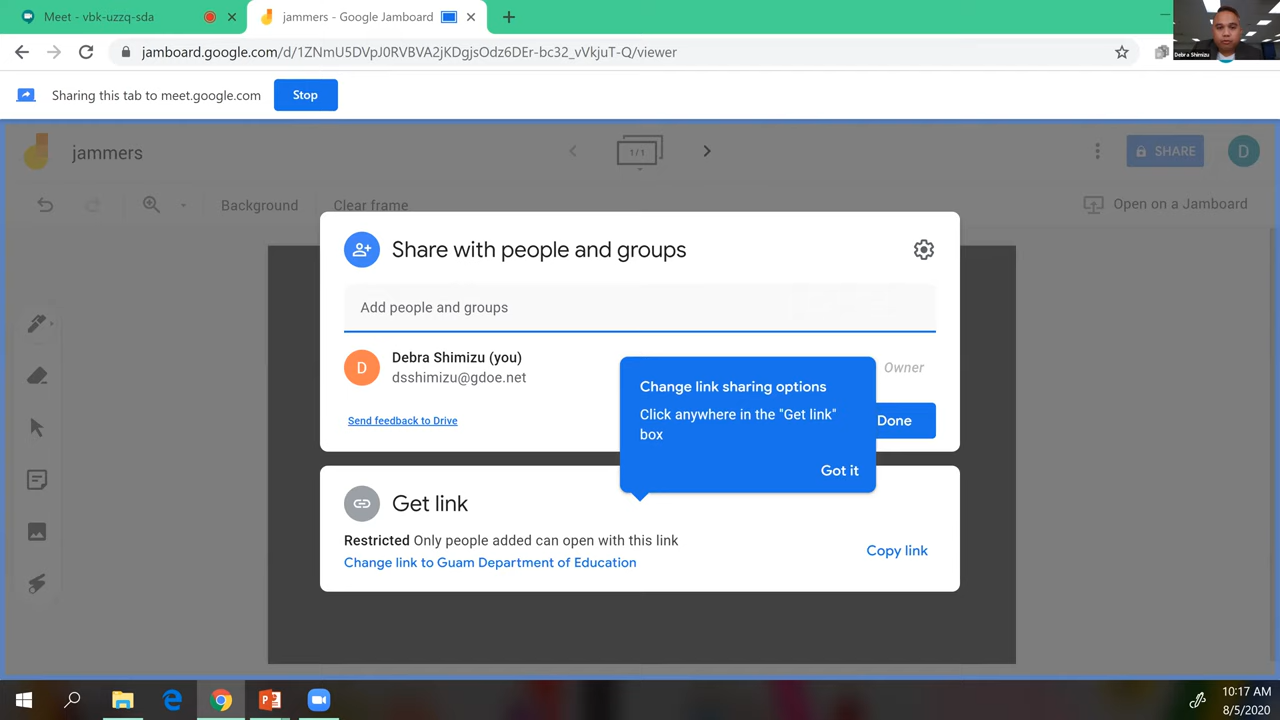 Meet - vbk-uzzq-sda
jammers - Google Jamboard
jamboard.google.com/d/1ZNmU5DVpJ0RVBVA2jKDgjsOdz6DEr-bc32_vVkjuT-Q/viewer
Debra Shimizu
Sharing this tab to meet.google.com
Stop
jammers
1 / 1
SHARE
D
Background
Clear frame
Open on a Jamboard
Share with people and groups
Add people and groups
D
Debra Shimizu (you)
dsshimizu@gdoe.net
Owner
Send feedback to Drive
Change link sharing options
Click anywhere in the "Get link"
box
Got it
Done
Get link
Restricted Only people added can open with this link
Change link to Guam Department of Education
Copy link
10:17 AM
8/5/2020